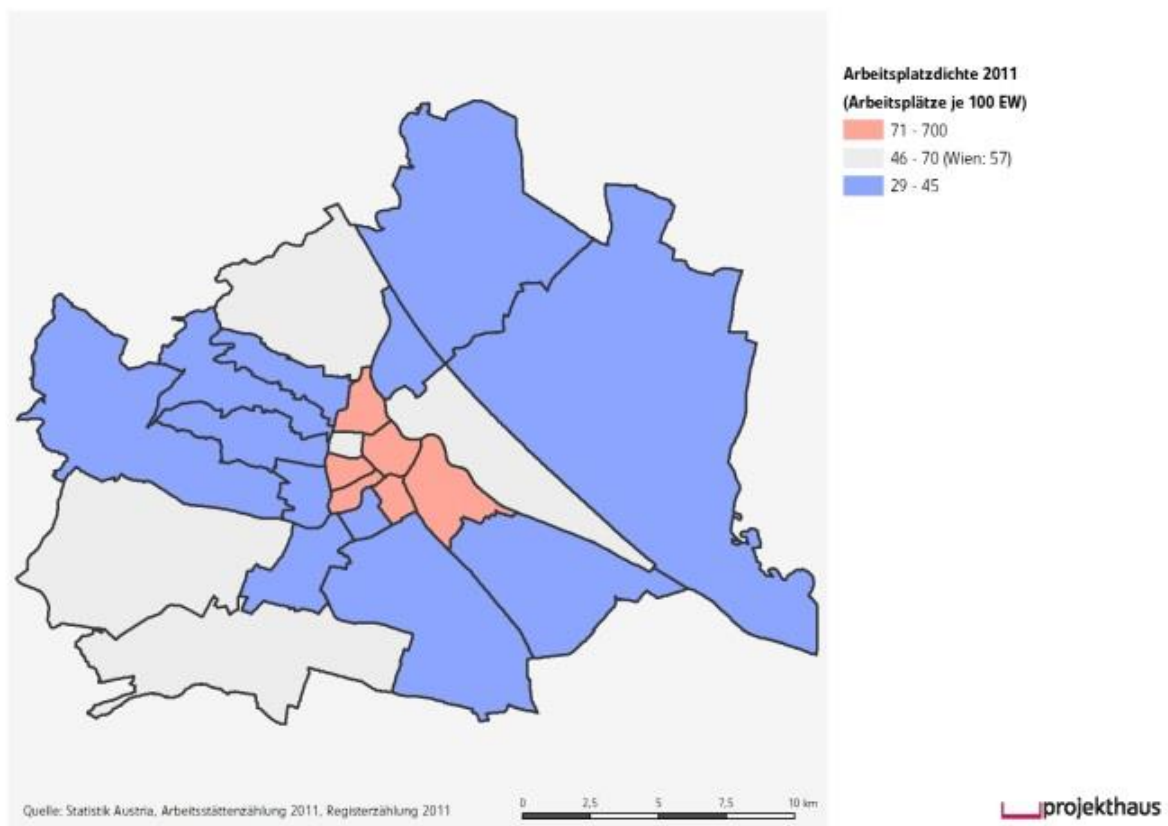 Arbeitsplatzdichte 2011
(Arbeitsplätze je 100 EW)
71 - 700
46 - 70 (Wien: 57)
29 - 45
Quelle: Statistik Austria, Arbeitsstättenzählung 2011, Registerzählung 2011
0 2,5 5 7,5 10 km
projekthaus